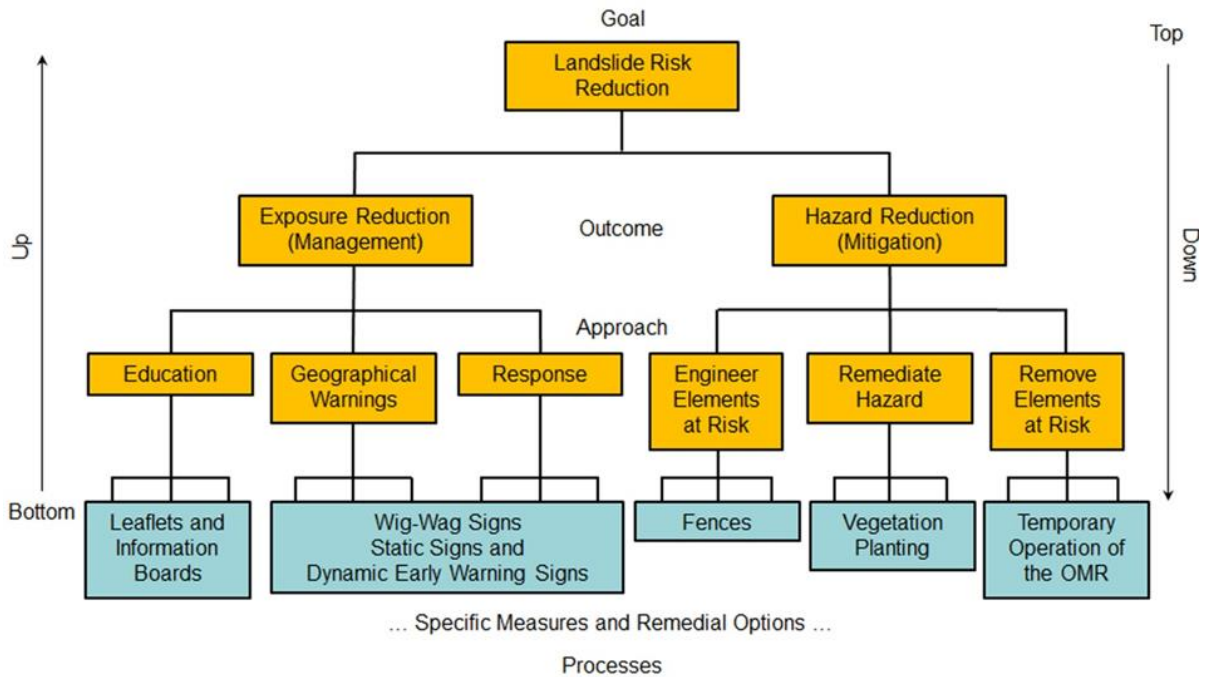 Goal
Top
Landslide Risk
Reduction
Up
Exposure Reduction
(Management)
Outcome
Hazard Reduction
(Mitigation)
Down
Approach
Education
Geographical
Warnings
Response
Engineer
Elements
at Risk
Remediate
Hazard
Remove
Elements
at Risk
Bottom
Leaflets and
Information
Boards
Wig-Wag Signs
Static Signs and
Dynamic Early Warning Signs
Fences
Vegetation
Planting
Temporary
Operation of
the OMR
... Specific Measures and Remedial Options ...
Processes